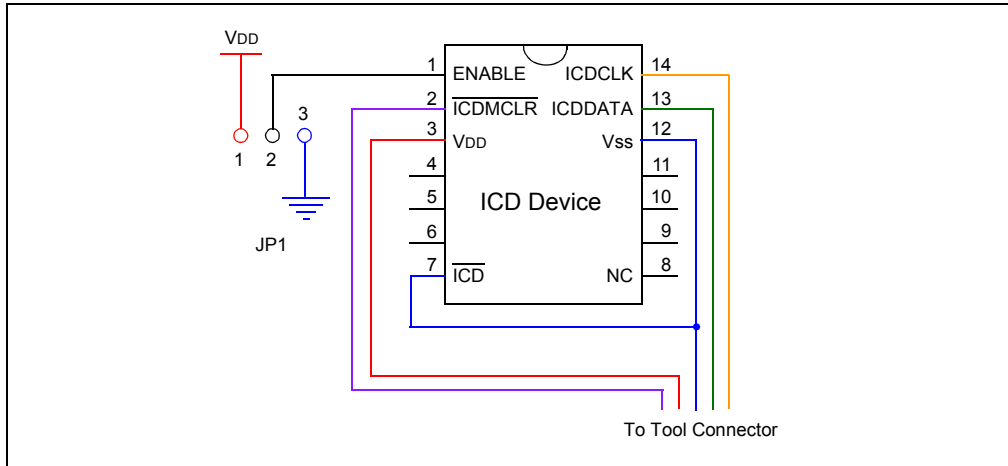 VDD
1
2
3
JP1
1 ENABLE ICDCLK 14
2 ICDMCLR ICDDATA 13
3 VDD Vss 12
4 11
5 ICD Device 10
6 9
7 ICD NC 8
To Tool Connector